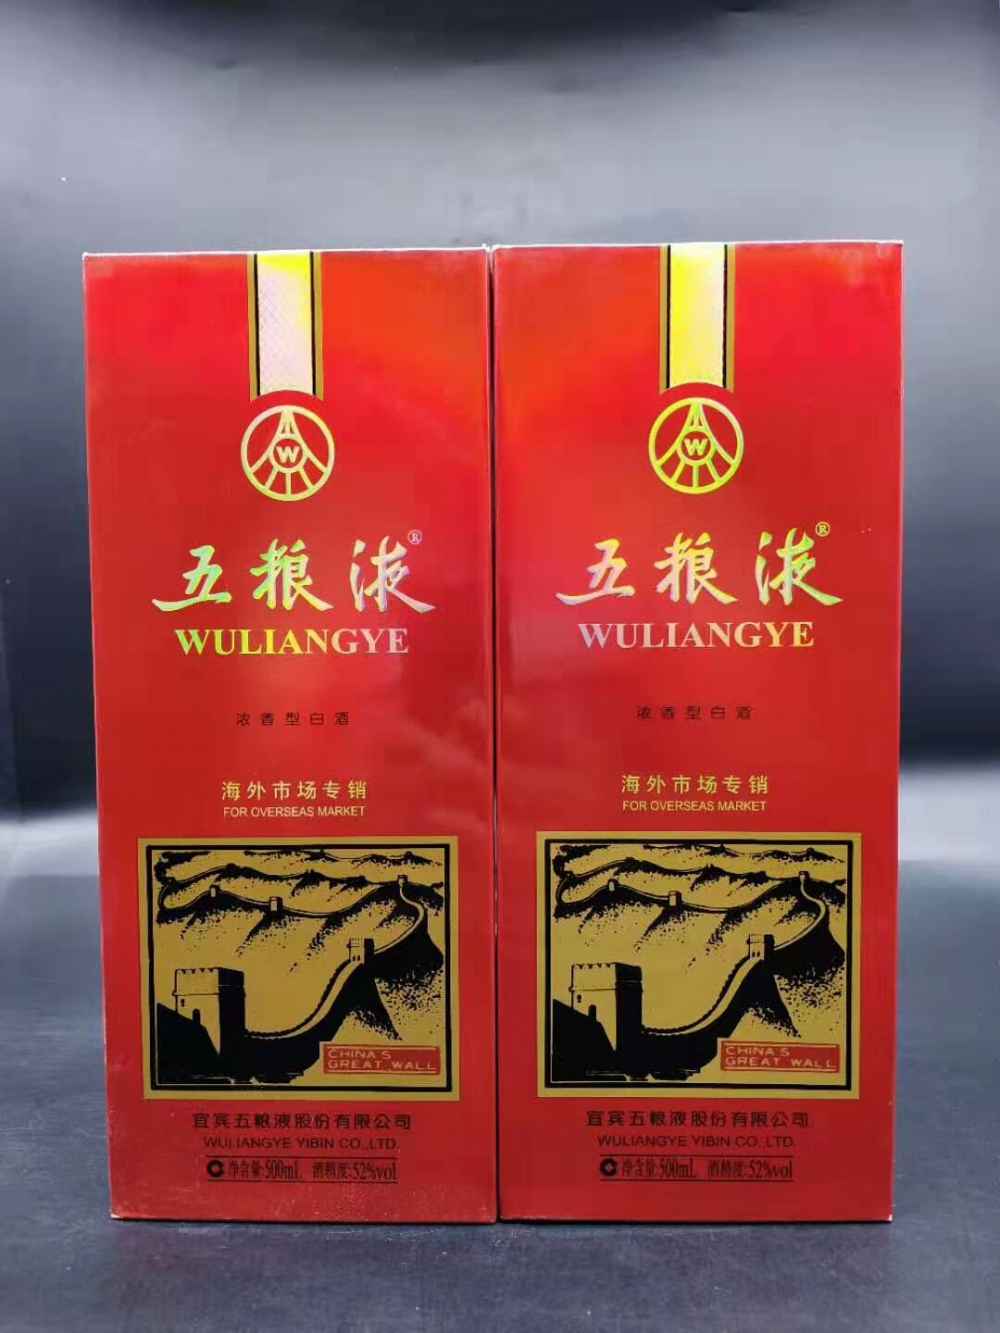 W
五粮液®
WULIANGYE
浓香型白酒
海外市场专销
FOR OVERSEAS MARKET
CHINA'S
GREAT WALL
宜宾五粮液股份有限公司
WULIANGYE YIBIN CO.,LTD.
C 净含量:500mL 酒精度:52%vol
W
五粮液®
WULIANGYE
浓香型白酒
海外市场专销
FOR OVERSEAS MARKET
CHINA'S
GREAT WALL
宜宾五粮液股份有限公司
WULIANGYE YIBIN CO.,LTD.
C 净含量:500mL 酒精度:52%vol